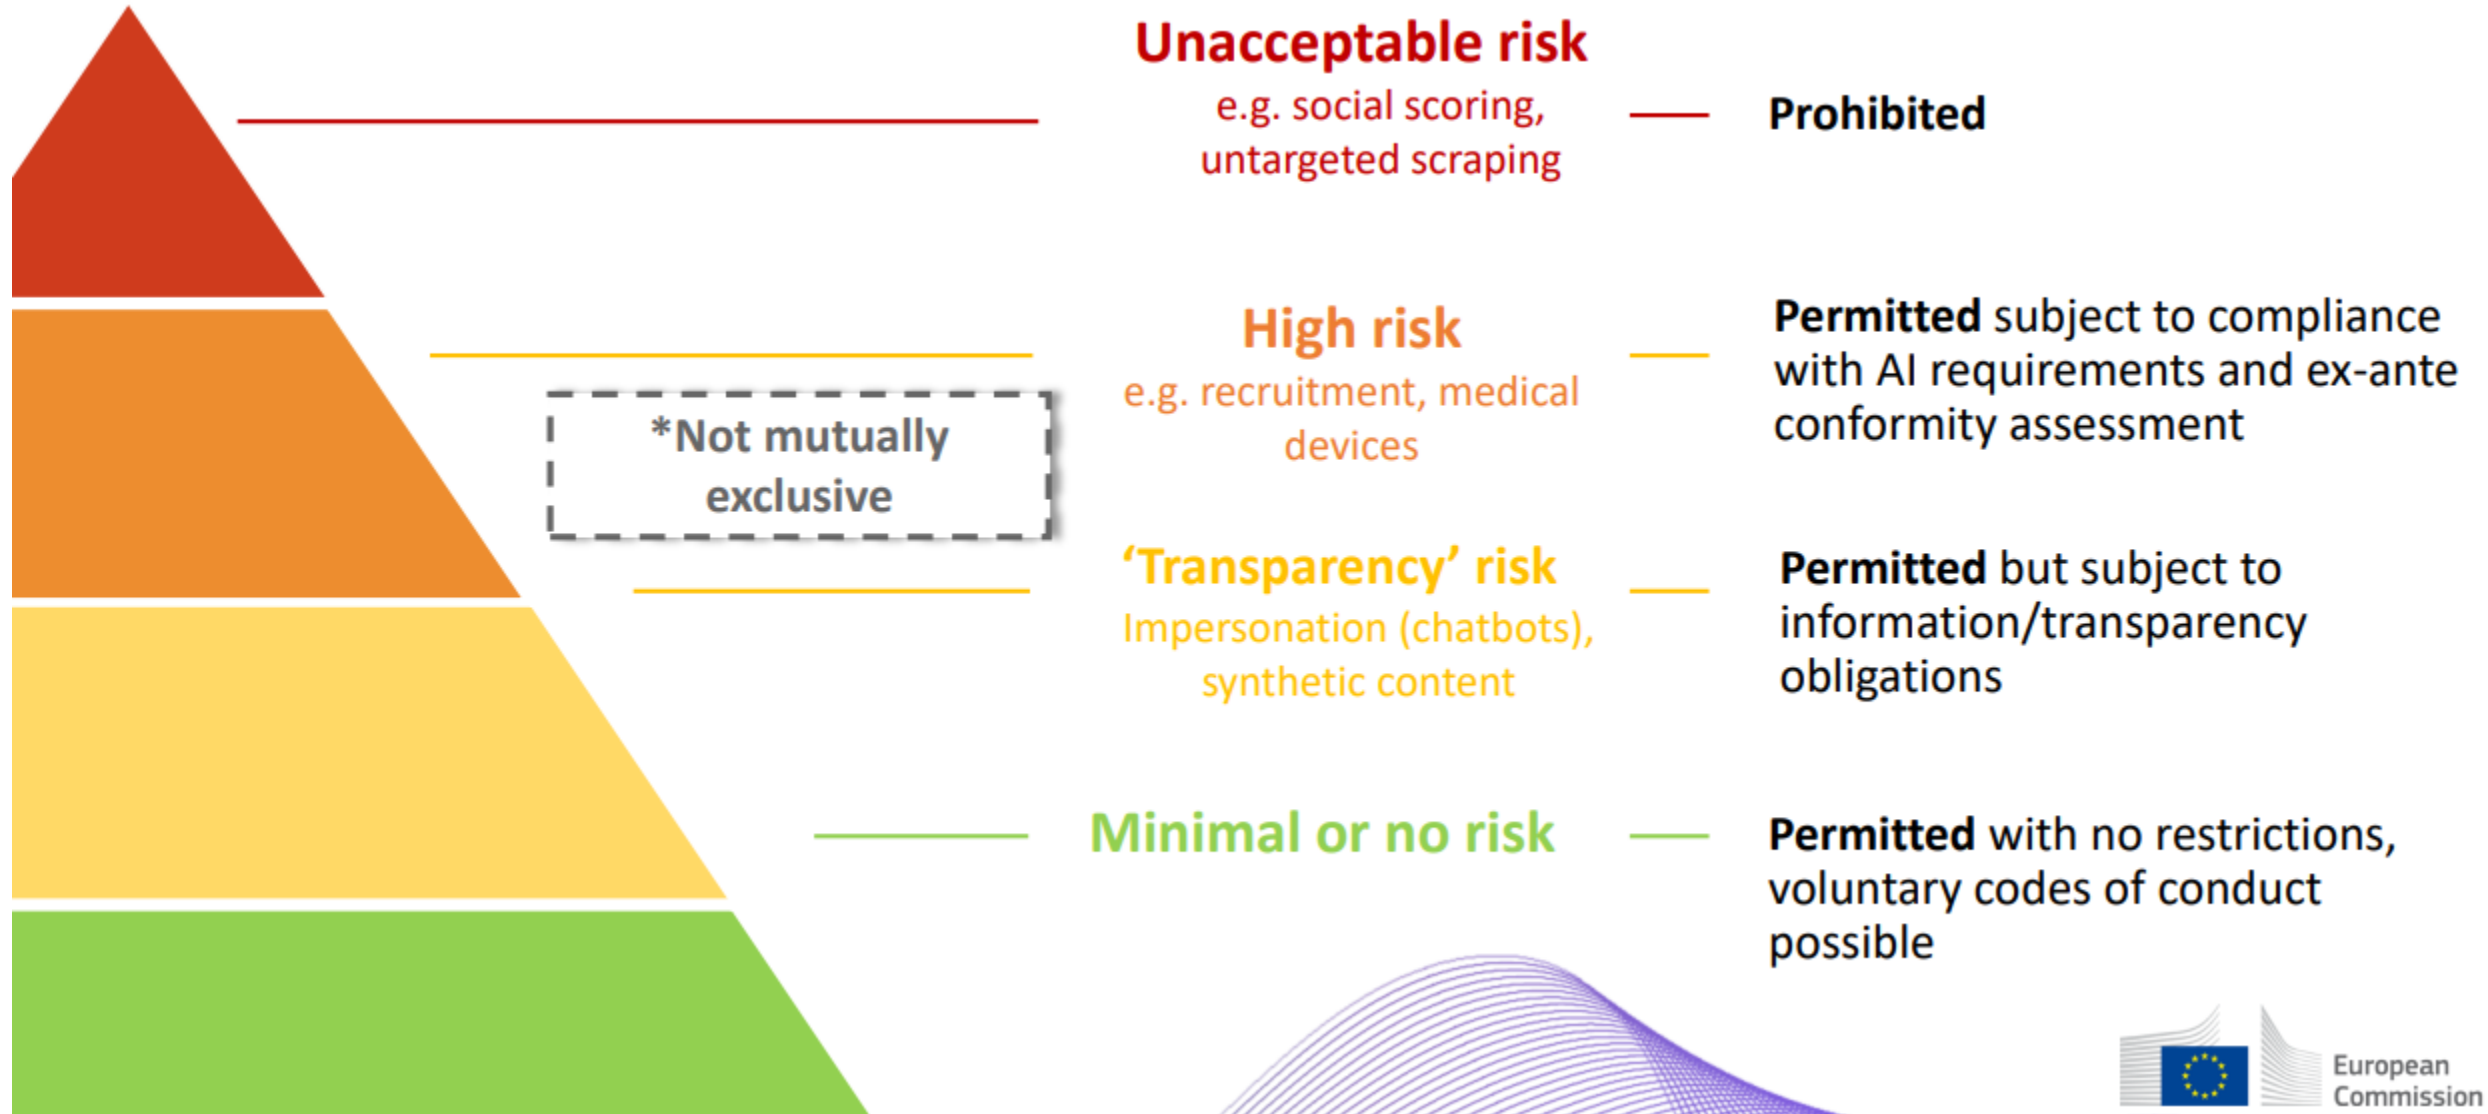 Unacceptable risk
e.g. social scoring,
untargeted scraping
Prohibited
High risk
e.g. recruitment, medical
devices
Permitted subject to compliance
with AI requirements and ex-ante
conformity assessment
*Not mutually
exclusive
‘Transparency’ risk
Impersonation (chatbots),
synthetic content
Permitted but subject to
information/transparency
obligations
Minimal or no risk
Permitted with no restrictions,
voluntary codes of conduct
possible
European
Commission